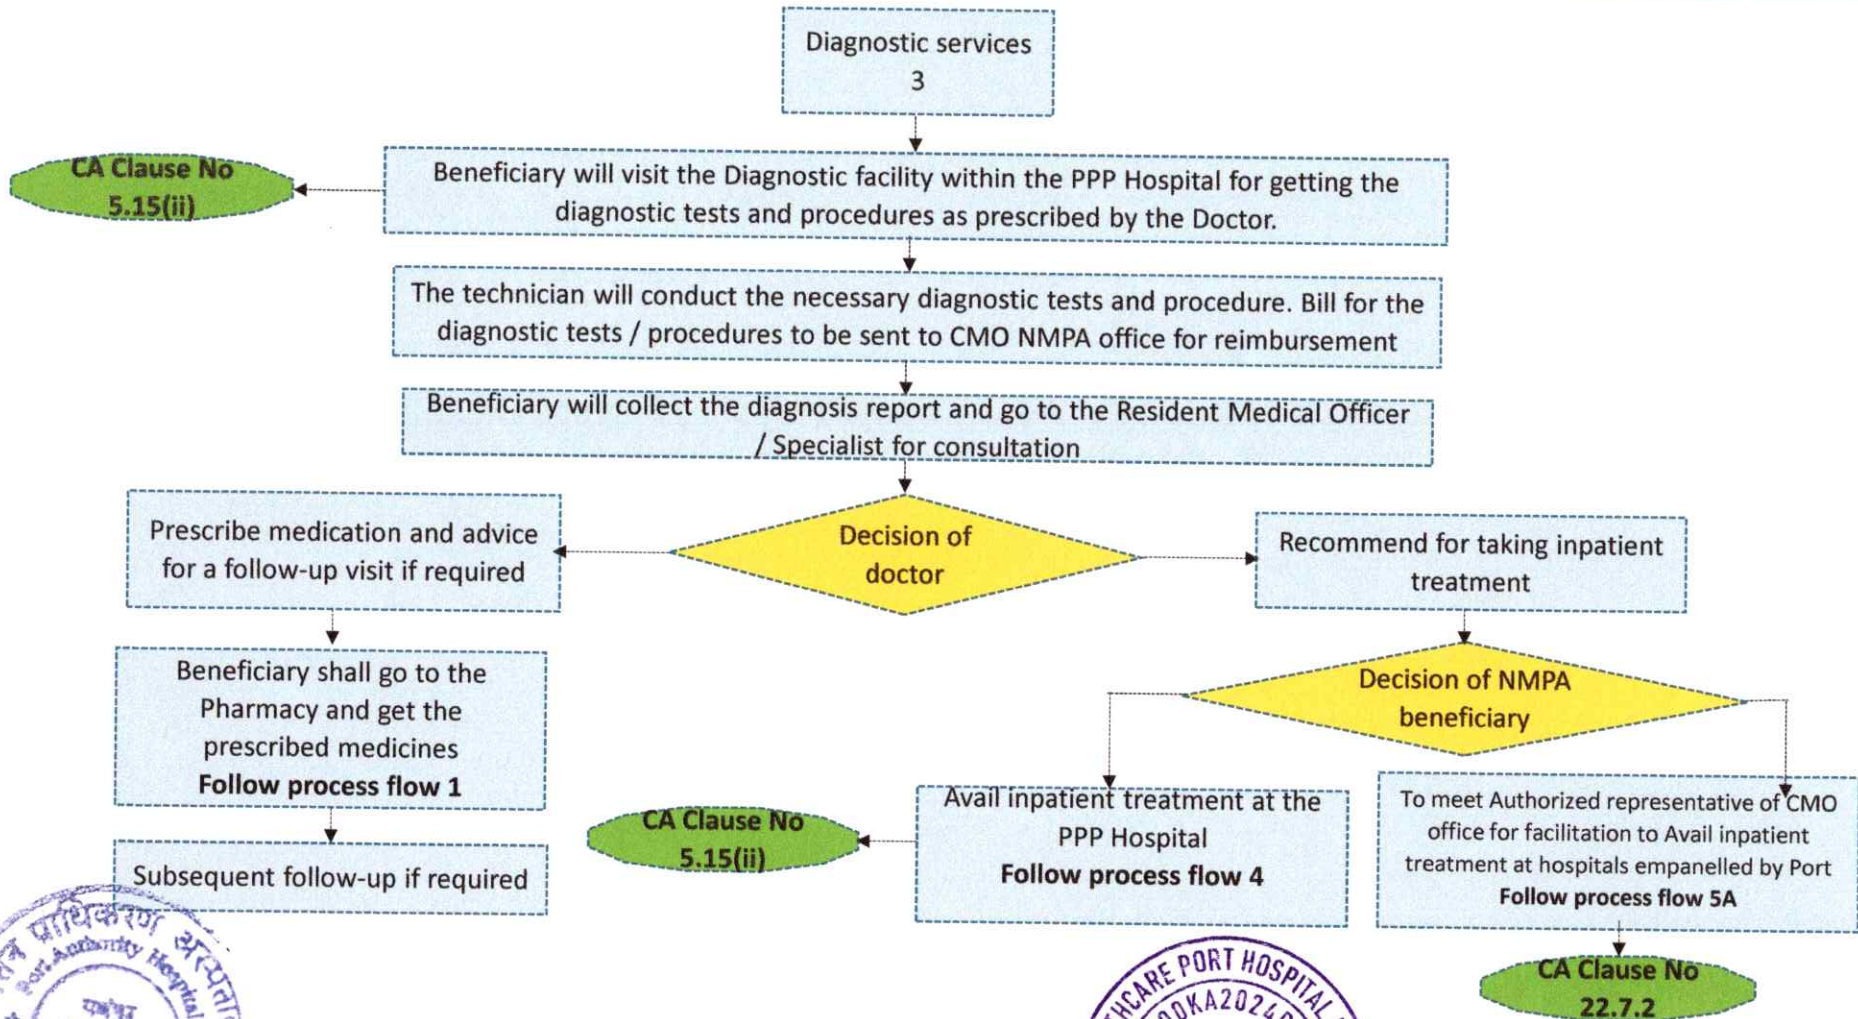 Diagnostic services
3
CA Clause No
5.15(ii)
Beneficiary will visit the Diagnostic facility within the PPP Hospital for getting the
diagnostic tests and procedures as prescribed by the Doctor.
The technician will conduct the necessary diagnostic tests and procedure. Bill for the
diagnostic tests / procedures to be sent to CMO NMPA office for reimbursement
Beneficiary will collect the diagnosis report and go to the Resident Medical Officer
/ Specialist for consultation
Decision of
doctor
Prescribe medication and advice
for a follow-up visit if required
Beneficiary shall go to the
Pharmacy and get the
prescribed medicines
Follow process flow 1
Subsequent follow-up if required
Recommend for taking inpatient
treatment
Decision of NMPA
beneficiary
Avail inpatient treatment at the
PPP Hospital
Follow process flow 4
CA Clause No
5.15(ii)
To meet Authorized representative of CMO
office for facilitation to Avail inpatient
treatment at hospitals empanelled by Port
Follow process flow 5A
CA Clause No
22.7.2
प्राधिकरण
Port Authority Hospital
PORT HOSPITAL